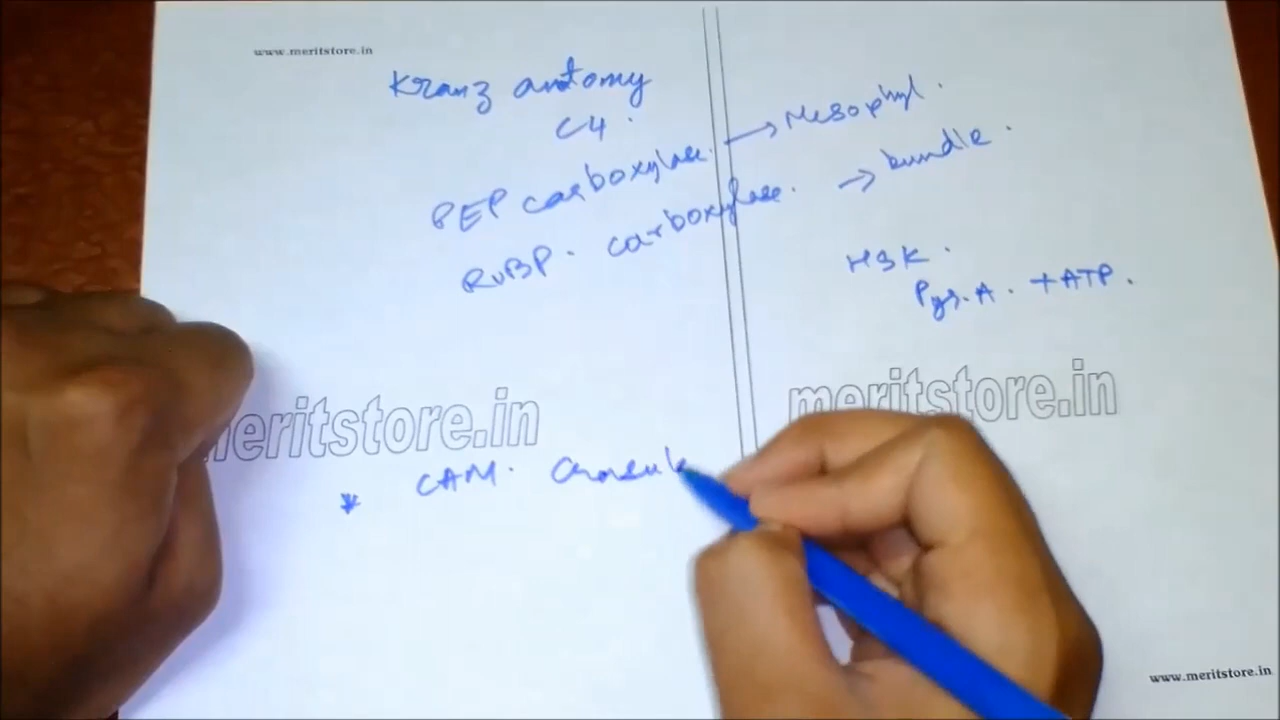 www.meritstore.in
Kranz anatomy
C4.
PEP carboxylase. → Mesophyl.
RuBP. carboxylase. → bundle.
HSK.
Pyr. A. + ATP.
meritstore.in meritstore.in
* CAM.
www.meritstore.in